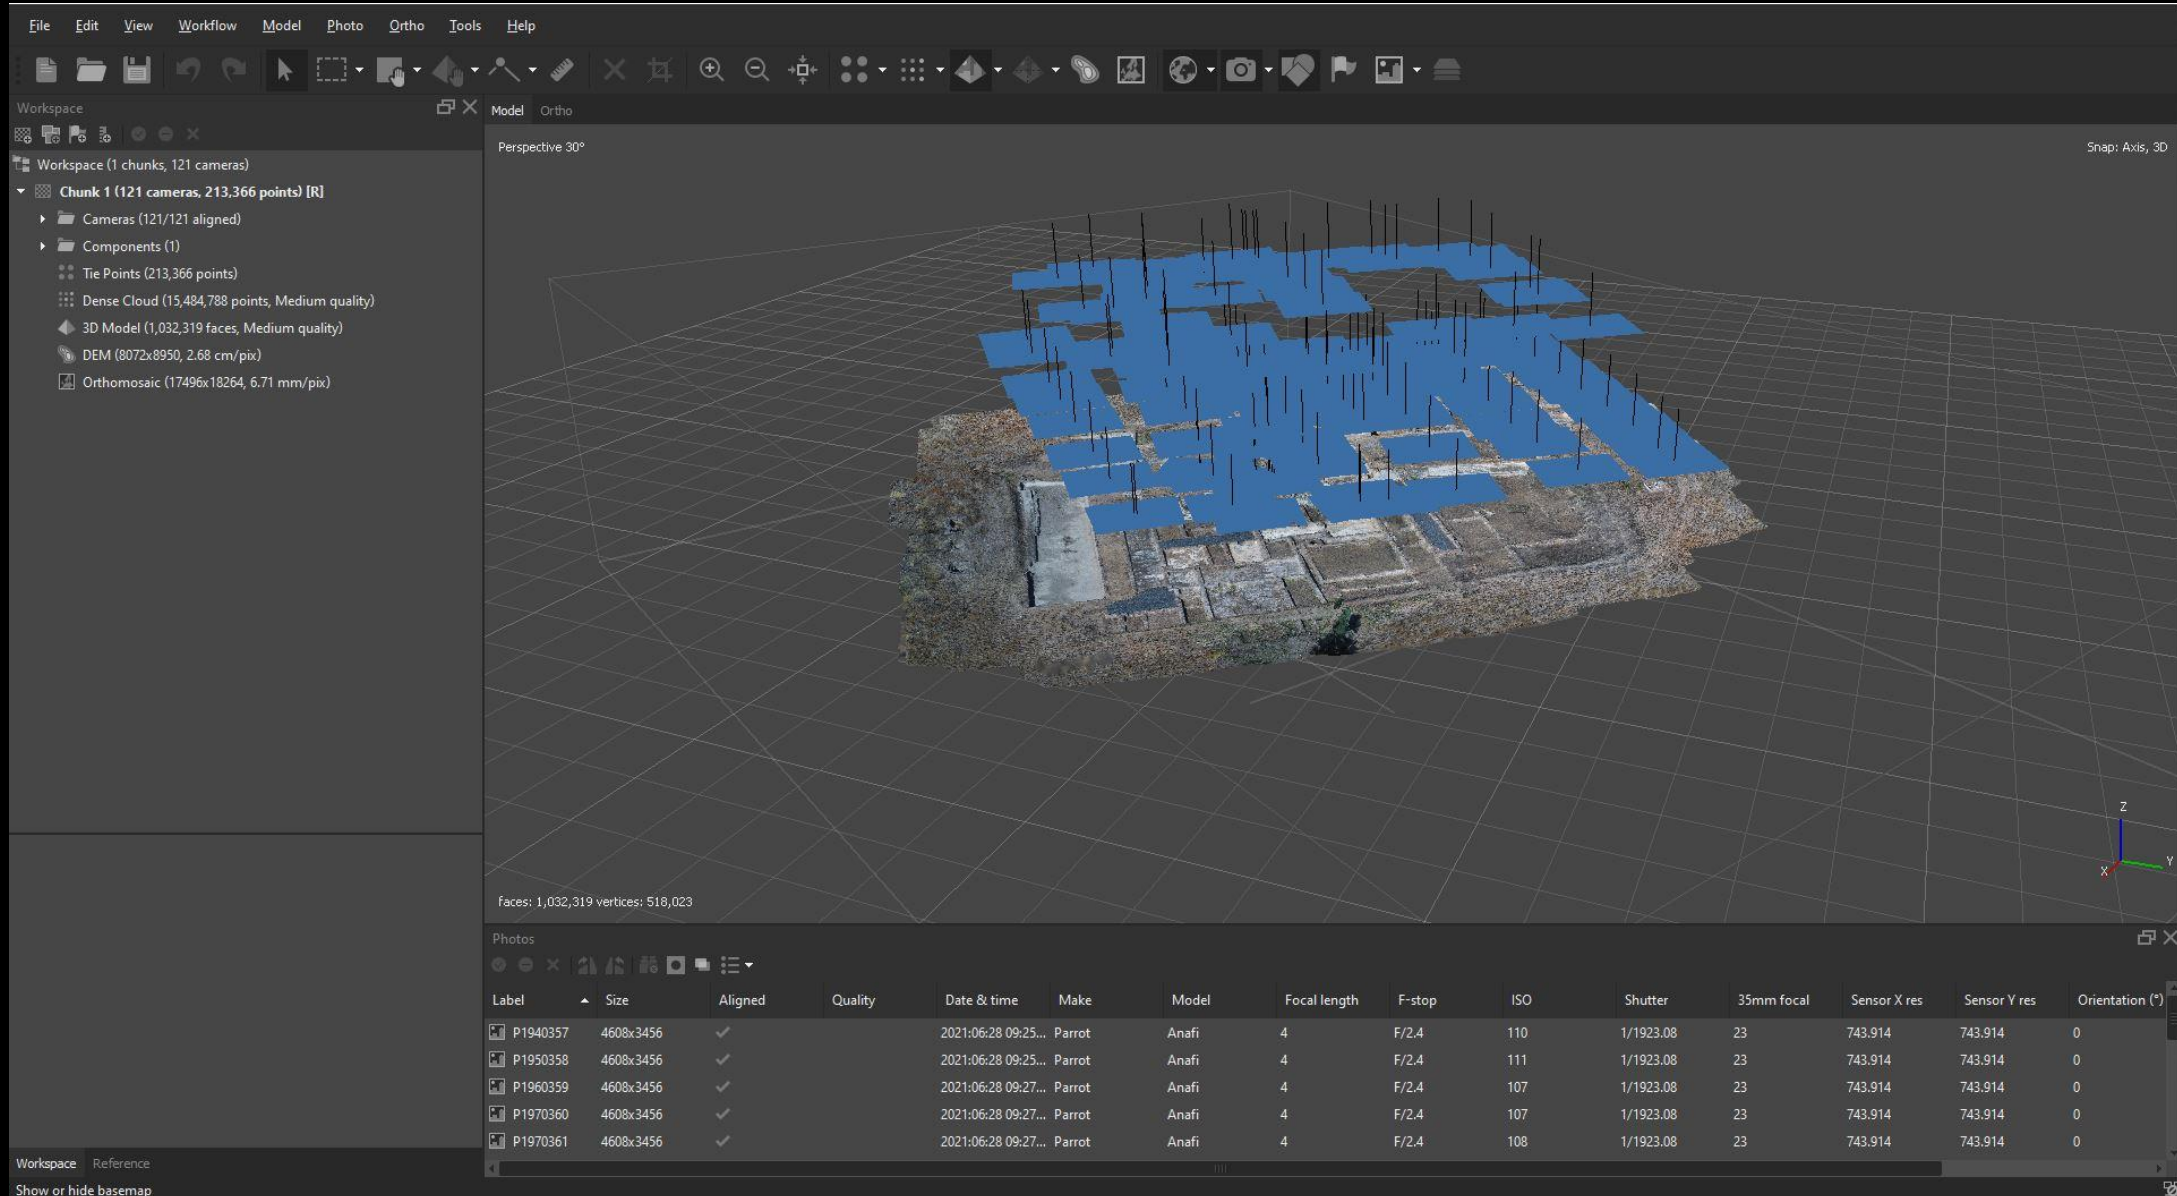 File Edit View Workflow Model Photo Ortho Tools Help
Workspace
Workspace (1 chunks, 121 cameras)
Chunk 1 (121 cameras, 213,366 points) [R]
Cameras (121/121 aligned)
Components (1)
Tie Points (213,366 points)
Dense Cloud (15,484,788 points, Medium quality)
3D Model (1,032,319 faces, Medium quality)
DEM (8072x8950, 2.68 cm/pix)
Orthomosaic (17496x18264, 6.71 mm/pix)
Workspace Reference
Show or hide basemap
Model Ortho
Perspective 30°
Snap: Axis, 3D
Z
Y
X
faces: 1,032,319 vertices: 518,023
Photos
Label Size Aligned Quality Date & time Make Model Focal length F-stop ISO Shutter 35mm focal Sensor X res Sensor Y res Orientation (°)
P1940357 4608x3456 2021:06:28 09:25... Parrot Anafi 4 F/2.4 110 1/1923.08 23 743.914 743.914 0
P1950358 4608x3456 2021:06:28 09:25... Parrot Anafi 4 F/2.4 111 1/1923.08 23 743.914 743.914 0
P1960359 4608x3456 2021:06:28 09:27... Parrot Anafi 4 F/2.4 107 1/1923.08 23 743.914 743.914 0
P1970360 4608x3456 2021:06:28 09:27... Parrot Anafi 4 F/2.4 107 1/1923.08 23 743.914 743.914 0
P1970361 4608x3456 2021:06:28 09:27... Parrot Anafi 4 F/2.4 108 1/1923.08 23 743.914 743.914 0